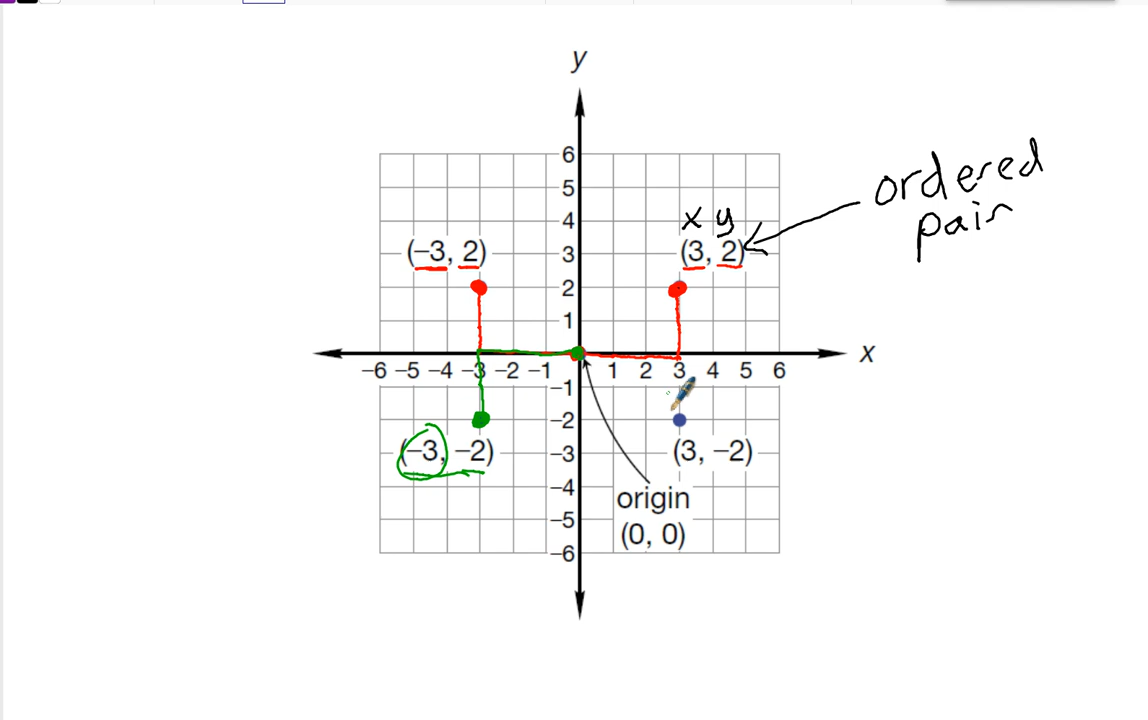 y
6
5
ordered
pair
4
x y
(-3, 2)
3
(3, 2)
2
1
x
-6 -5 -4 -3 -2 -1
1 2 3 4 5 6
-1
-2
(-3, -2)
-3
(3, -2)
-4
origin
-5
(0, 0)
-6